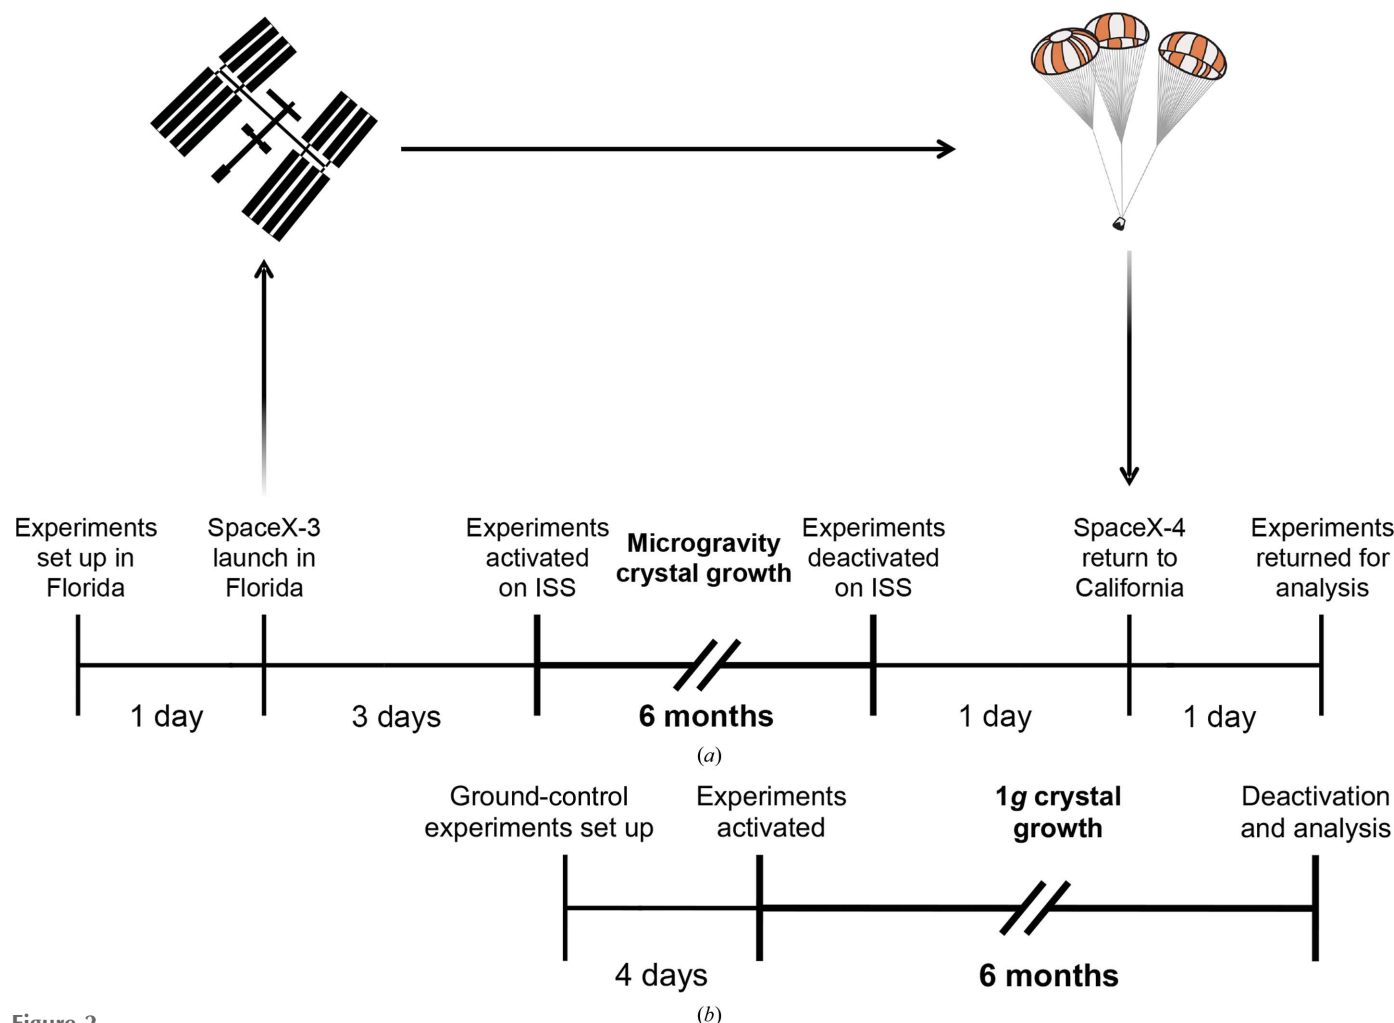 Experiments
set up in
Florida
SpaceX-3
launch in
Florida
Experiments
activated
on ISS
Microgravity
crystal growth
Experiments
deactivated
on ISS
SpaceX-4
return to
California
Experiments
returned for
analysis
1 day
3 days
6 months
1 day
1 day
(a)
Ground-control
experiments set up
Experiments
activated
1g crystal
growth
Deactivation
and analysis
4 days
6 months
(b)
Figure 2